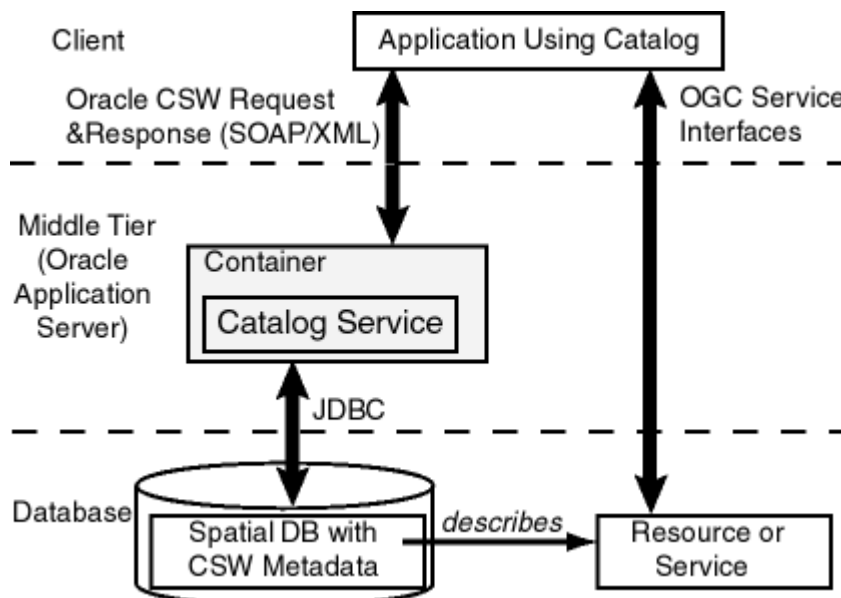 Client
Application Using Catalog
Oracle CSW Request
&Response (SOAP/XML)
OGC Service
Interfaces
Middle Tier
(Oracle
Application
Server)
Container
Catalog Service
JDBC
Database
Spatial DB with
CSW Metadata
describes
Resource or
Service